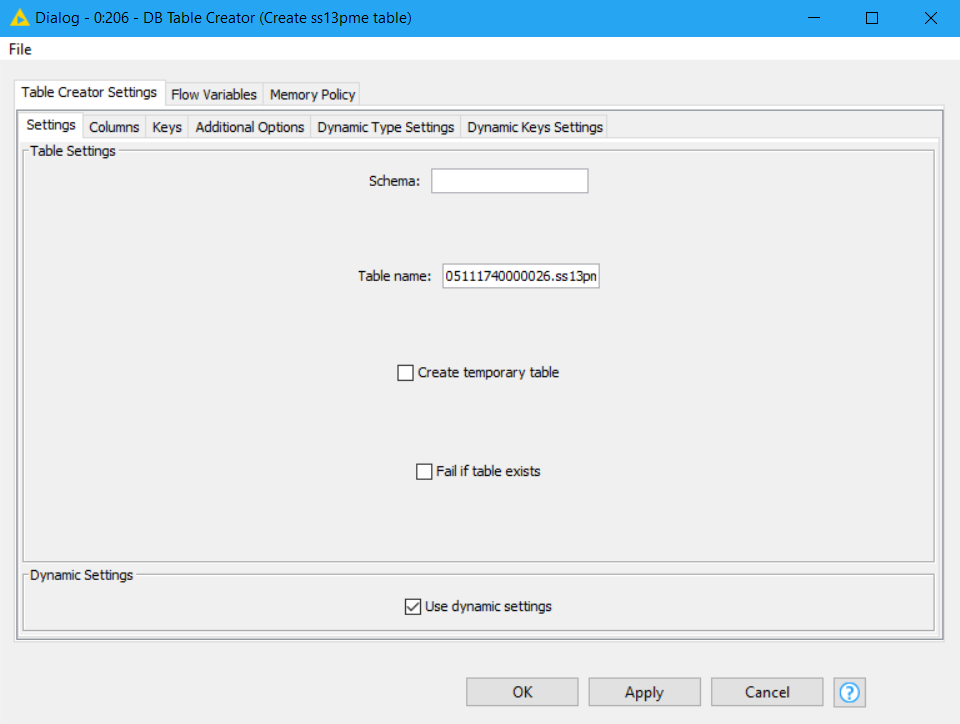 Dialog - 0:206 - DB Table Creator (Create ss13pme table)
File
Table Creator Settings Flow Variables Memory Policy
Settings Columns Keys Additional Options Dynamic Type Settings Dynamic Keys Settings
Table Settings
Schema:
Table name: 05111740000026.ss13pm
Create temporary table
Fail if table exists
Dynamic Settings
Use dynamic settings
OK Apply Cancel ?